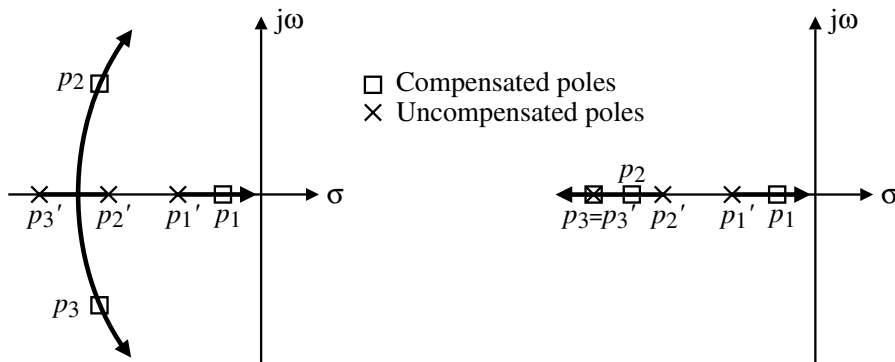 jω
jω
p2
Compensated poles
Uncompensated poles
p2
σ
σ
p3′
p2′
p1′
p1
p3=p3′
p2′
p1′
p1
p3